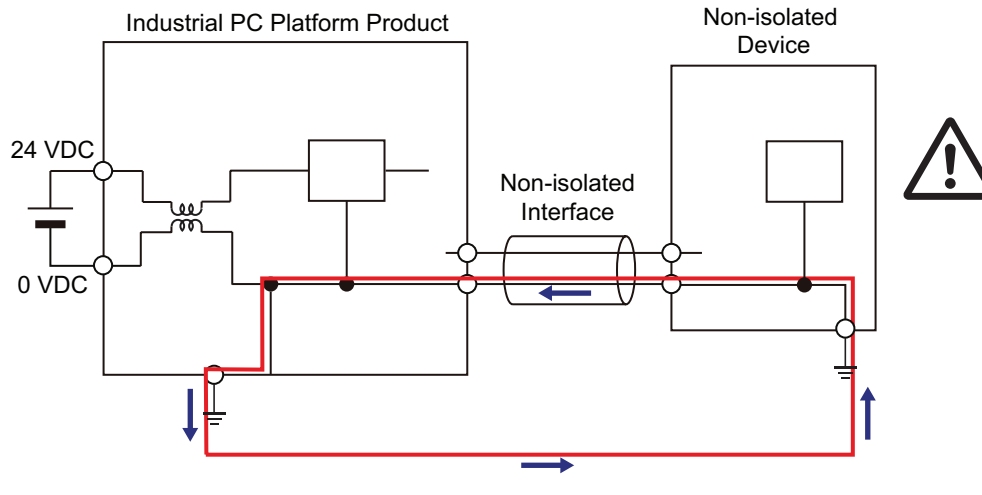 Industrial PC Platform Product
Non-isolated
Device
24 VDC
Non-isolated
Interface
0 VDC